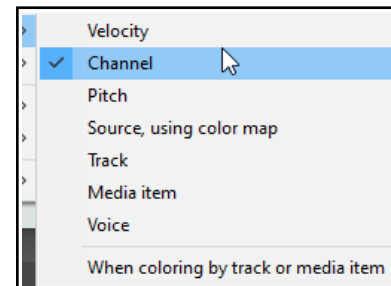 Velocity
Channel
Pitch
Source, using color map
Track
Media item
Voice
When coloring by track or media item